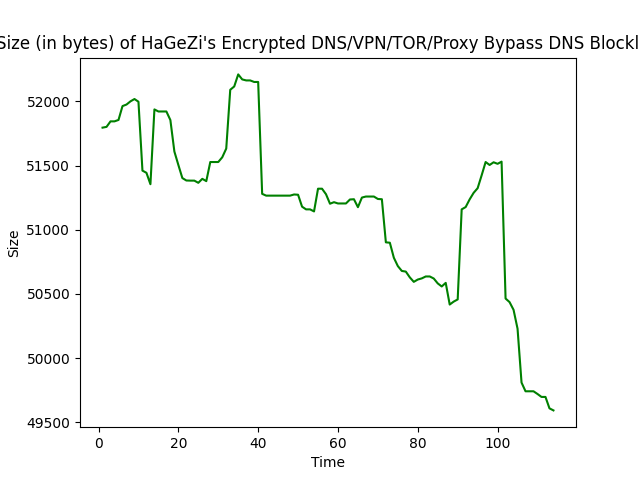 Size (in bytes) of HaGeZi's Encrypted DNS/VPN/TOR/Proxy Bypass DNS Blockl
52000
51500
51000
50500
50000
49500
Size
0 20 40 60 80 100
Time